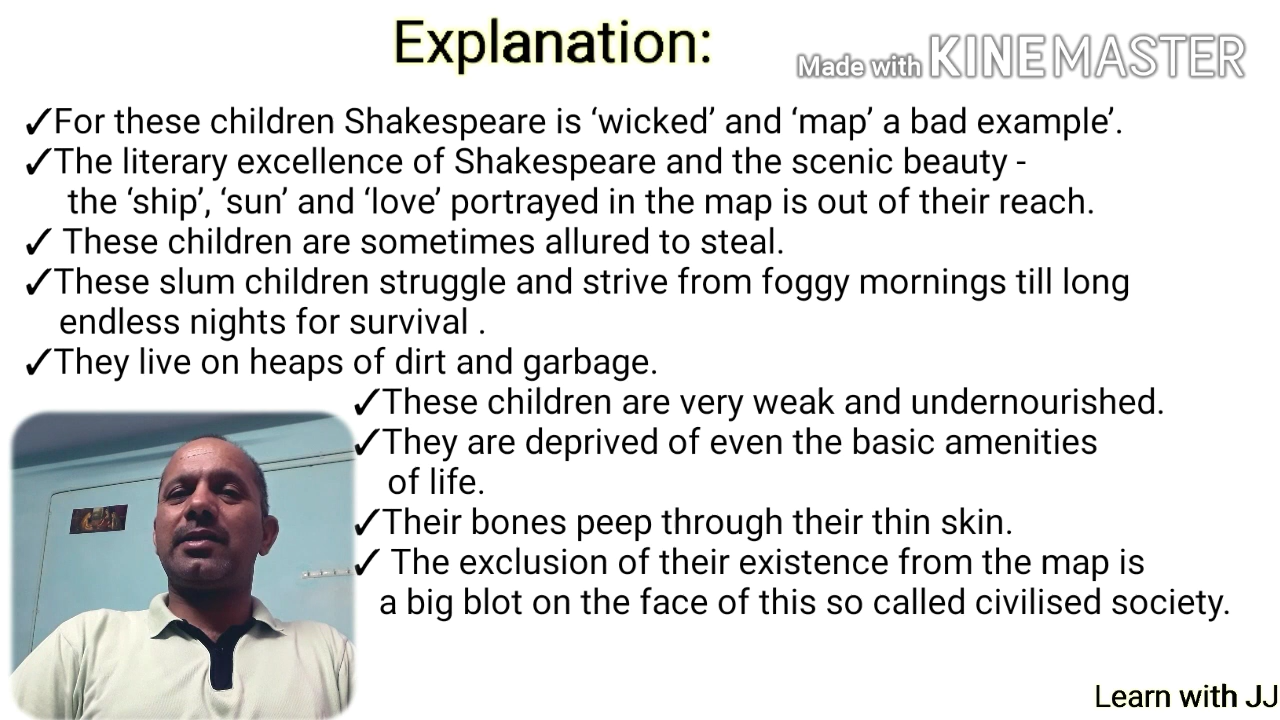 Explanation:
Made with KINEMASTER
✓For these children Shakespeare is ‘wicked’ and ‘map’ a bad example’.
✓The literary excellence of Shakespeare and the scenic beauty -
the ‘ship’, ‘sun’ and ‘love’ portrayed in the map is out of their reach.
✓ These children are sometimes allured to steal.
✓These slum children struggle and strive from foggy mornings till long
endless nights for survival .
✓They live on heaps of dirt and garbage.
✓These children are very weak and undernourished.
✓They are deprived of even the basic amenities
of life.
✓Their bones peep through their thin skin.
✓ The exclusion of their existence from the map is
a big blot on the face of this so called civilised society.
Learn with JJ